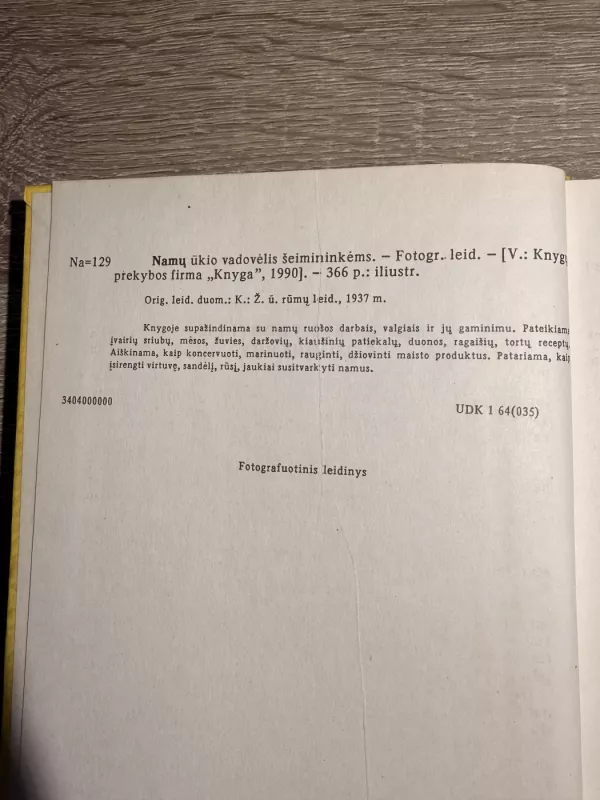 Na=129 Namų ūkio vadovėlis šeimininkėms. — Fotogr. leid. — [V.: Knygų
prekybos firma „Knyga”, 1990]. — 366 p.: iliustr.
Orig. leid. duom.: K.: Ž. ū. rūmų leid., 1937 m.
Knygoje supažindinama su namų ruošos darbais, valgiais ir jų gaminimu. Pateikiama
įvairių sriubų, mėsos, žuvies, daržovių, kiaušinių patiekalų, duonos, ragaišių, tortų receptų.
Aiškinama, kaip koncervuoti, marinuoti, rauginti, džiovinti maisto produktus. Patariama, kaip
įsirengti virtuvę, sandėlį, rūsį, jaukiai susitvarkyti namus.
3404000000
UDK 1 64(035)
Fotografuotinis leidinys